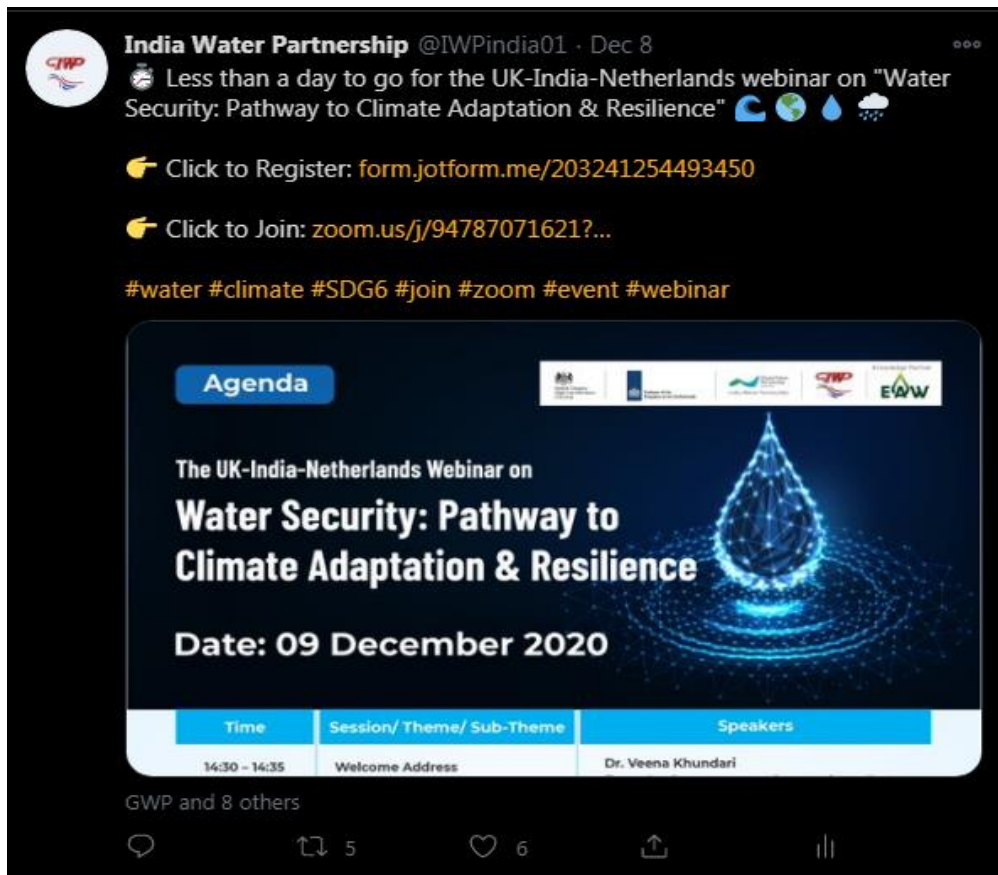 India Water Partnership @IWPindia01 · Dec 8
Less than a day to go for the UK-India-Netherlands webinar on "Water
Security: Pathway to Climate Adaptation & Resilience"
Click to Register: form.jotform.me/203241254493450
Click to Join: zoom.us/j/94787071621?...
#water #climate #SDG6 #join #zoom #event #webinar
Agenda
Knowledge Partner
IWP
EAW
The UK-India-Netherlands Webinar on
Water Security: Pathway to
Climate Adaptation & Resilience
Date: 09 December 2020
Time Session/ Theme/ Sub-Theme Speakers
14:30 – 14:35 Welcome Address Dr. Veena Khundari
GWP and 8 others
5 6